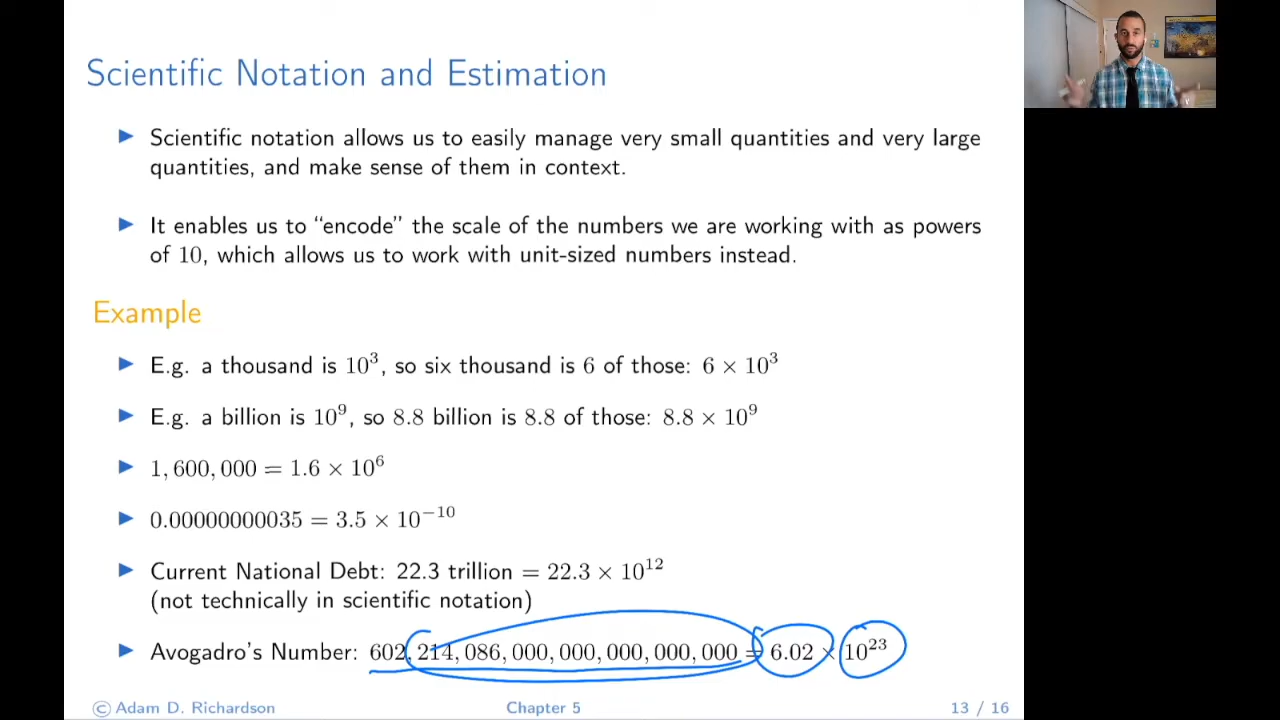 Scientific Notation and Estimation
▶ Scientific notation allows us to easily manage very small quantities and very large
quantities, and make sense of them in context.
▶ It enables us to “encode” the scale of the numbers we are working with as powers
of 10, which allows us to work with unit-sized numbers instead.
Example
▶ E.g. a thousand is 10³, so six thousand is 6 of those: 6 × 10³
▶ E.g. a billion is 10⁹, so 8.8 billion is 8.8 of those: 8.8 × 10⁹
▶ 1,600,000 = 1.6 × 10⁶
▶ 0.00000000035 = 3.5 × 10⁻¹⁰
▶ Current National Debt: 22.3 trillion = 22.3 × 10¹²
(not technically in scientific notation)
▶ Avogadro’s Number: 602,214,086,000,000,000,000,000 = 6.02 × 10²³
© Adam D. Richardson Chapter 5 13 / 16